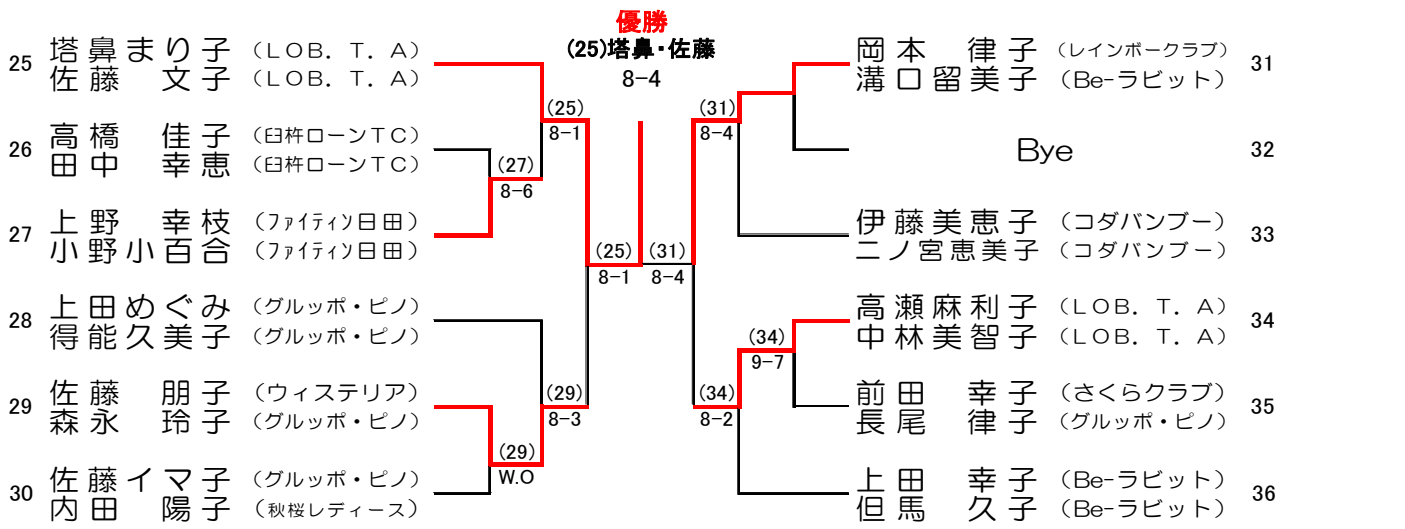 優勝
(25)塔鼻・佐藤
8-4
25 塔鼻まり子 (ＬＯＢ．Ｔ．Ａ)
佐藤　文子 (ＬＯＢ．Ｔ．Ａ)
26 高橋　佳子 (臼杵ローンＴＣ)
田中　幸恵 (臼杵ローンＴＣ)
27 上野　幸枝 (ﾌｧｲﾃｨﾝ日田)
小野小百合 (ﾌｧｲﾃｨﾝ日田)
28 上田めぐみ (グルッポ・ピノ)
得能久美子 (グルッポ・ピノ)
29 佐藤　朋子 (ウィステリア)
森永　玲子 (グルッポ・ピノ)
30 佐藤イマ子 (グルッポ・ピノ)
内田　陽子 (秋桜レディース)
(25)
8-1
(27)
8-6
(25)
8-1
(29)
8-3
(29)
W.O
(31)
8-4
(31)
8-4
(34)
9-7
(34)
8-2
岡本　律子 (レインボークラブ) 31
溝口留美子 (Be-ラビット)
Bye 32
伊藤美恵子 (コダバンブー) 33
二ノ宮恵美子 (コダバンブー)
高瀬麻利子 (ＬＯＢ．Ｔ．Ａ) 34
中林美智子 (ＬＯＢ．Ｔ．Ａ)
前田　幸子 (さくらクラブ) 35
長尾　律子 (グルッポ・ピノ)
上田　幸子 (Be-ラビット) 36
但馬　久子 (Be-ラビット)